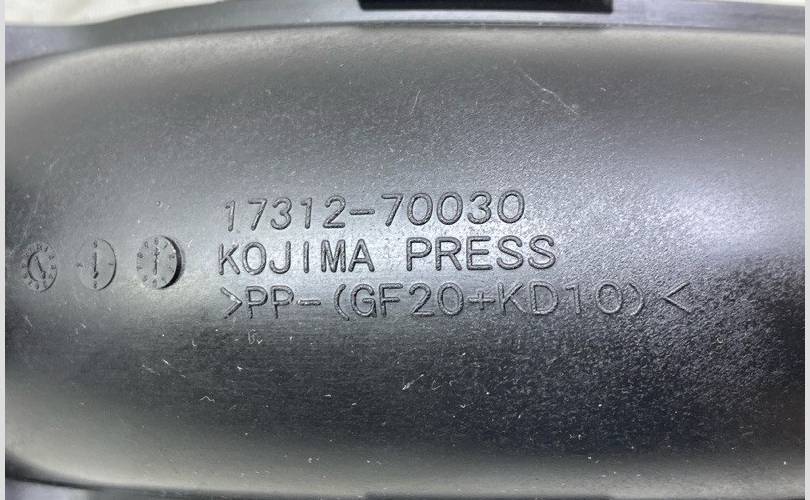 17312-70030
KOJIMA PRESS
>PP-(GF20+KD10)<